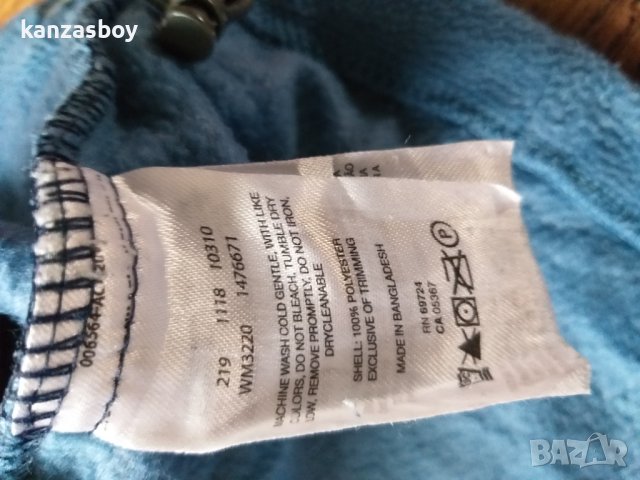 kanzasboy
219 1118 10310
WM3220 1476671
MACHINE WASH COLD GENTLE, WITH LIKE
COLORS, DO NOT BLEACH, TUMBLE DRY
LOW, REMOVE PROMPTLY, DO NOT IRON,
DRYCLEANABLE
SHELL: 100% POLYESTER
EXCLUSIVE OF TRIMMING
MADE IN BANGLADESH
RN 69724
CA 05367
P
BAZAR